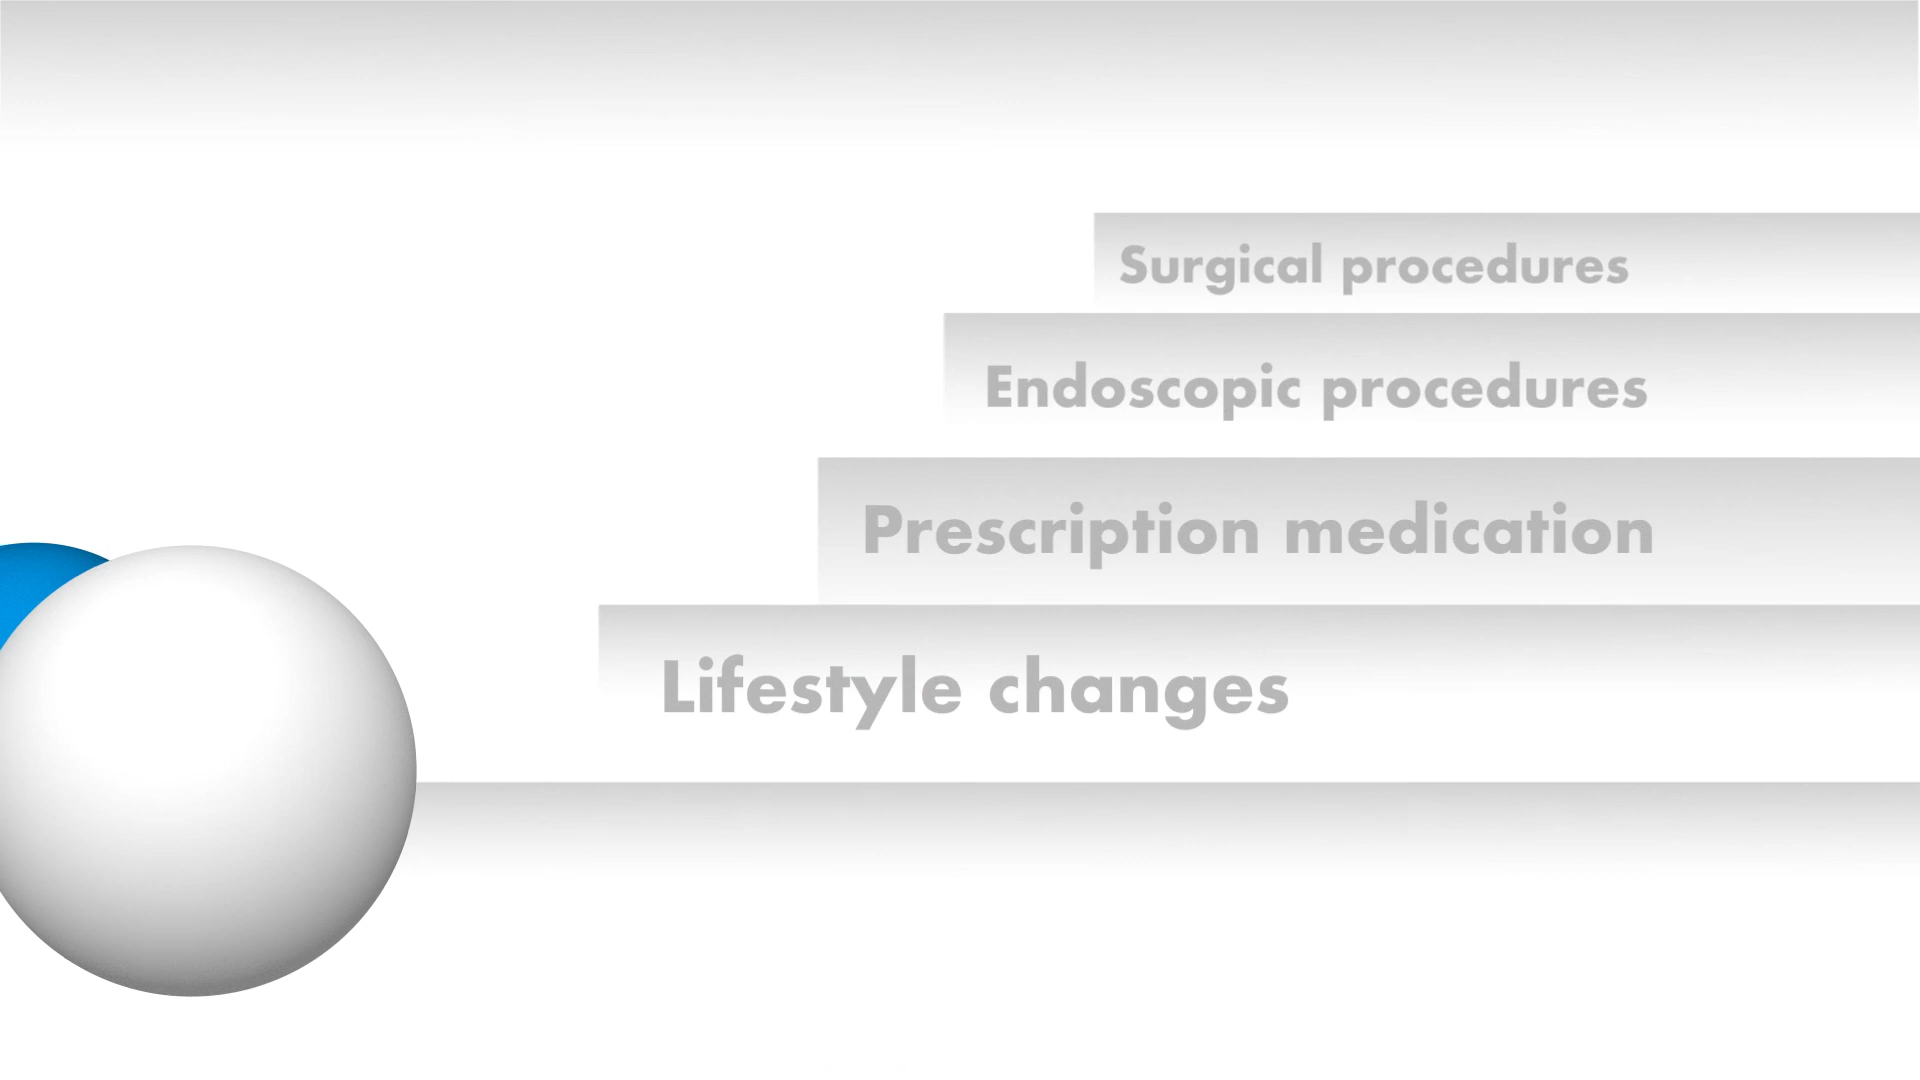 Surgical procedures
Endoscopic procedures
Prescription medication
Lifestyle changes